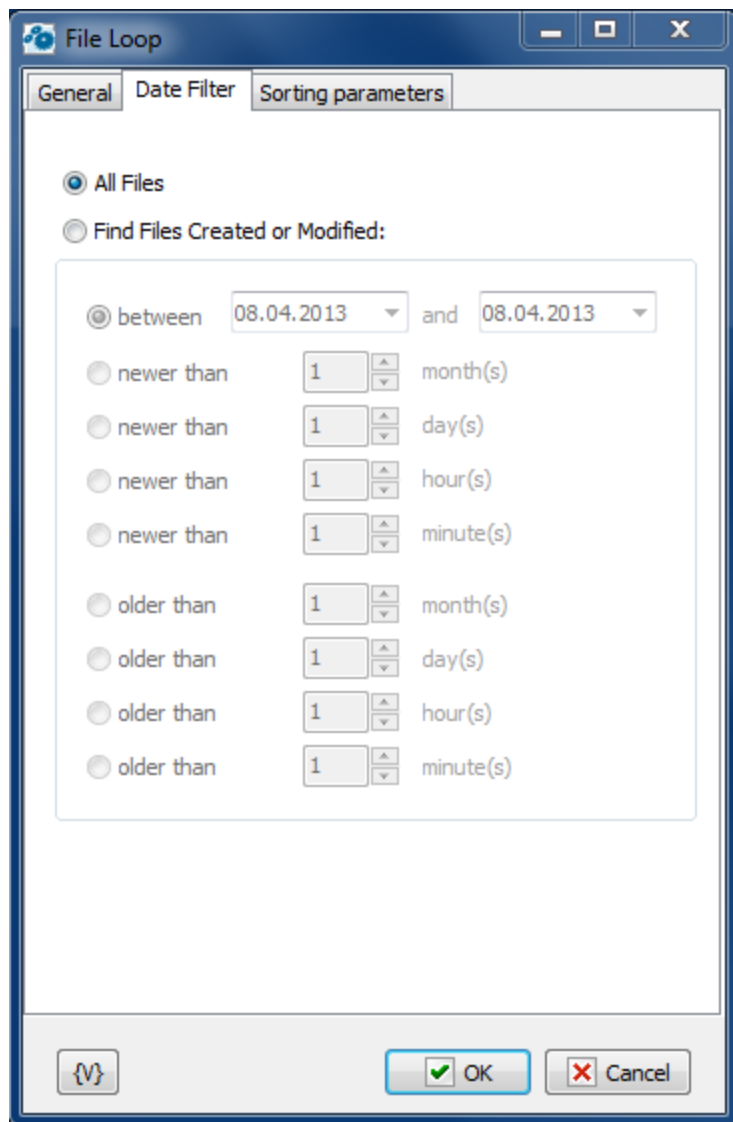 File Loop
General Date Filter Sorting parameters
All Files
Find Files Created or Modified:
between 08.04.2013 and 08.04.2013
newer than 1 month(s)
newer than 1 day(s)
newer than 1 hour(s)
newer than 1 minute(s)
older than 1 month(s)
older than 1 day(s)
older than 1 hour(s)
older than 1 minute(s)
{V} OK Cancel